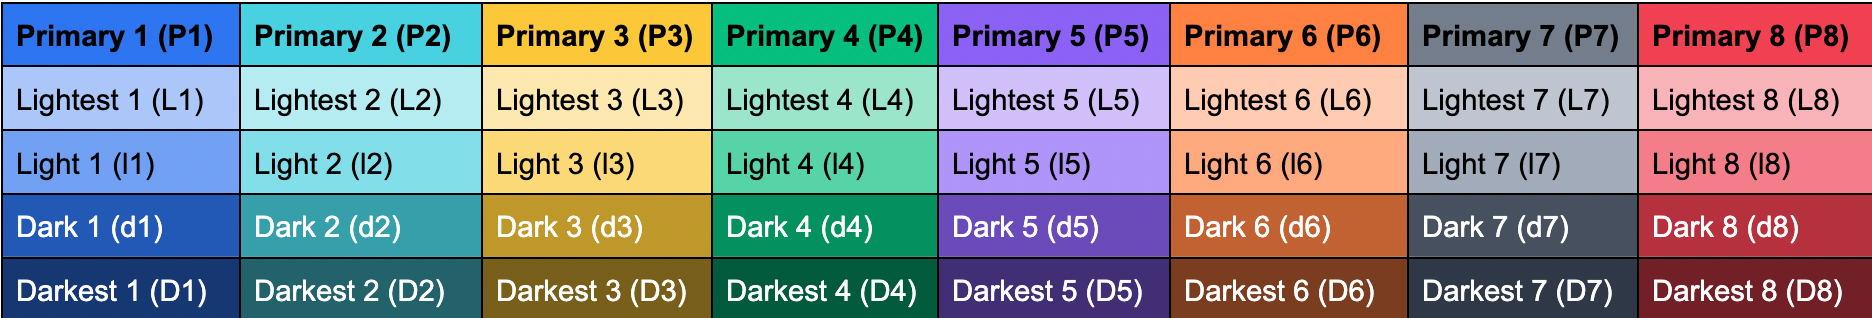 Primary 1 (P1) Primary 2 (P2) Primary 3 (P3) Primary 4 (P4) Primary 5 (P5) Primary 6 (P6) Primary 7 (P7) Primary 8 (P8)
Lightest 1 (L1) Lightest 2 (L2) Lightest 3 (L3) Lightest 4 (L4) Lightest 5 (L5) Lightest 6 (L6) Lightest 7 (L7) Lightest 8 (L8)
Light 1 (l1) Light 2 (l2) Light 3 (l3) Light 4 (l4) Light 5 (l5) Light 6 (l6) Light 7 (l7) Light 8 (l8)
Dark 1 (d1) Dark 2 (d2) Dark 3 (d3) Dark 4 (d4) Dark 5 (d5) Dark 6 (d6) Dark 7 (d7) Dark 8 (d8)
Darkest 1 (D1) Darkest 2 (D2) Darkest 3 (D3) Darkest 4 (D4) Darkest 5 (D5) Darkest 6 (D6) Darkest 7 (D7) Darkest 8 (D8)